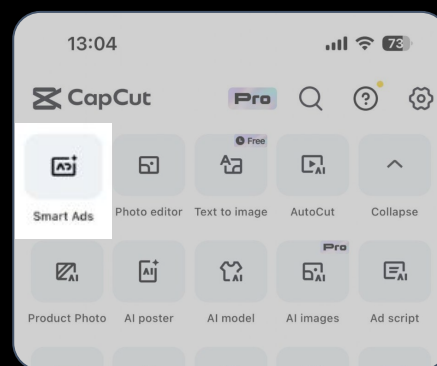 13:04 73
CapCut Pro ?
Free
Smart Ads Photo editor Text to image AutoCut Collapse
Pro
Product Photo AI poster AI model AI images Ad script